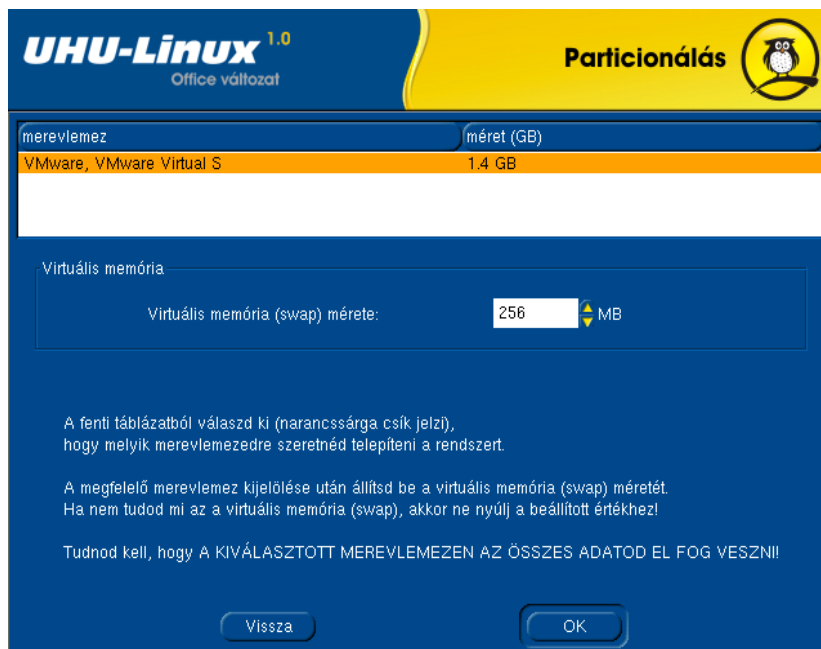 UHU-Linux 1.0
Office változat
Particionálás
merevlemez méret (GB)
VMware, VMware Virtual S 1.4 GB
Virtuális memória
Virtuális memória (swap) mérete: 256 MB
A fenti táblázatból válaszd ki (narancssárga csík jelzi),
hogy melyik merevlemezedre szeretnéd telepíteni a rendszert.
A megfelelő merevlemez kijelölése után állítsd be a virtuális memória (swap) méretét.
Ha nem tudod mi az a virtuális memória (swap), akkor ne nyúlj a beállított értékhez!
Tudnod kell, hogy A KIVÁLASZTOTT MEREVLEMEZEN AZ ÖSSZES ADATOD EL FOG VESZNI!
Vissza OK